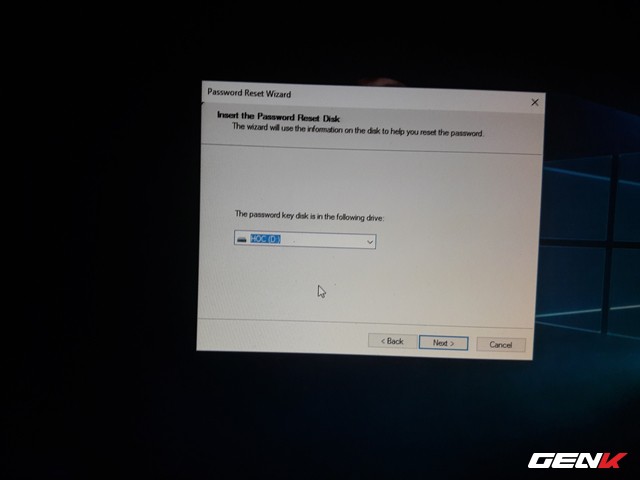 Password Reset Wizard
Insert the Password Reset Disk
The wizard will use the information on the disk to help you reset the password.
The password key disk is in the following drive:
HOC (D:)
< Back
Next >
Cancel
GENK